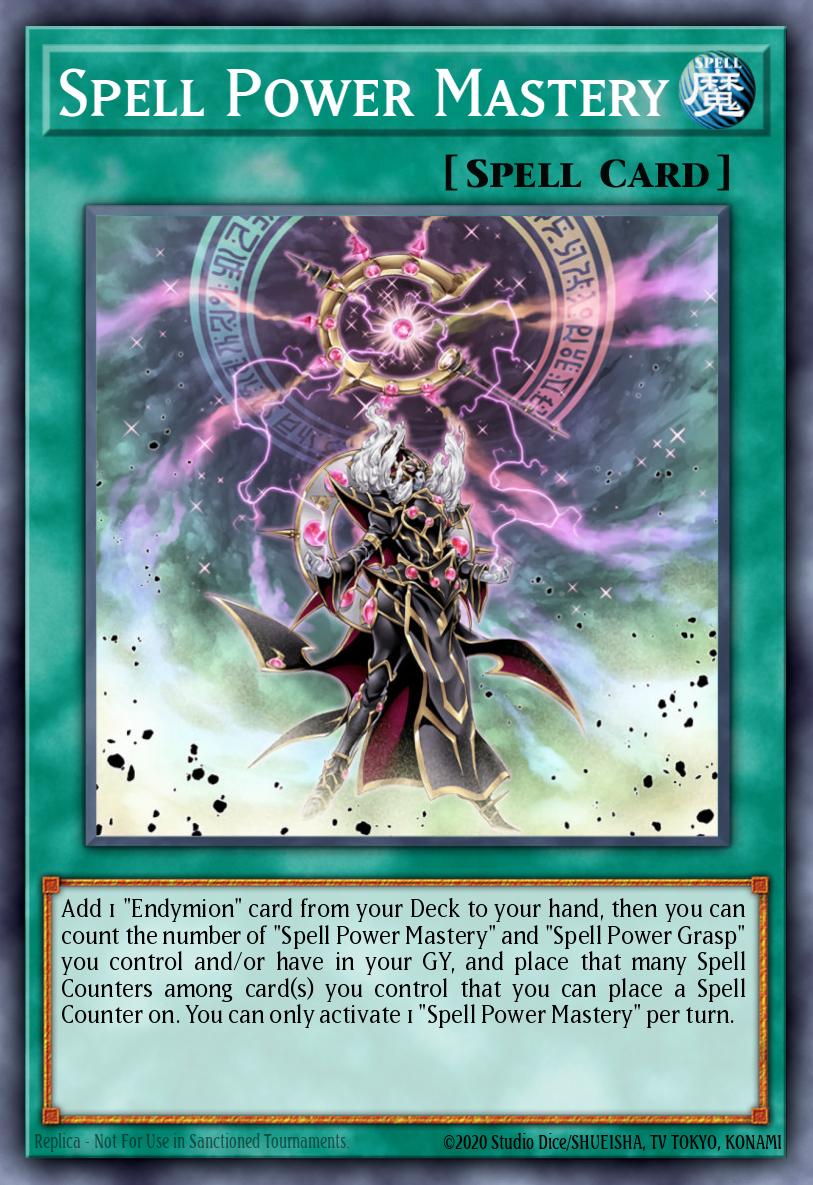 Spell Power Mastery
SPELL
魔
[Spell Card]
Add 1 "Endymion" card from your Deck to your hand, then you can
count the number of "Spell Power Mastery" and "Spell Power Grasp"
you control and/or have in your GY, and place that many Spell
Counters among card(s) you control that you can place a Spell
Counter on. You can only activate 1 "Spell Power Mastery" per turn.
Replica - Not For Use in Sanctioned Tournaments.
©2020 Studio Dice/SHUEISHA, TV TOKYO, KONAMI